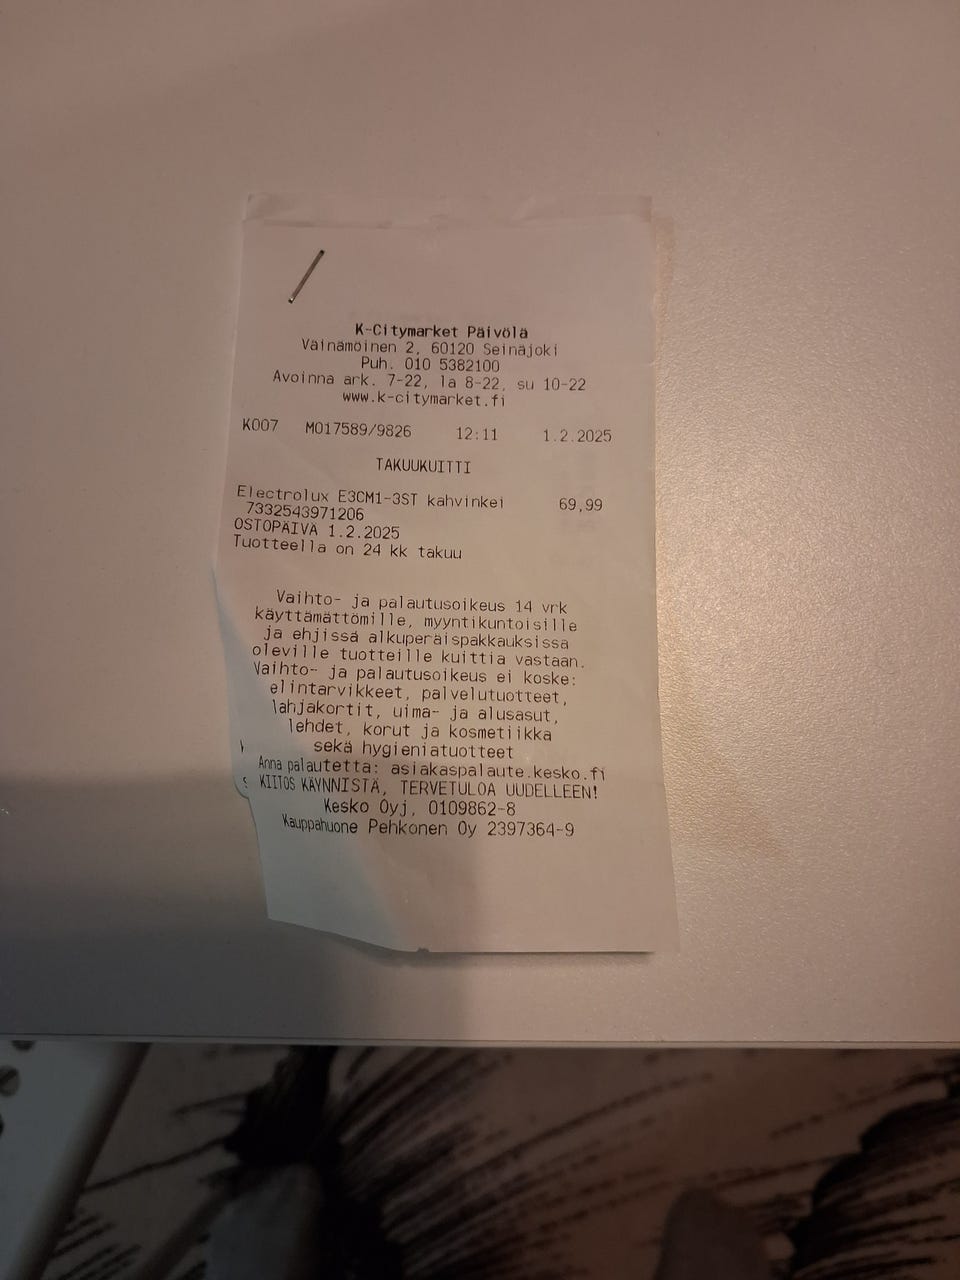 K-Citymarket Päivölä
Väinämöinen 2, 60120 Seinäjoki
Puh. 010 5382100
Avoinna ark. 7-22, la 8-22, su 10-22
www.k-citymarket.fi
K007 M017589/9826 12:11 1.2.2025
TAKUUKUITTI
Electrolux E3CM1-3ST kahvinkei 69,99
7332543971206
OSTOPÄIVÄ 1.2.2025
Tuotteella on 24 kk takuu
Vaihto- ja palautusoikeus 14 vrk
käyttämättömille, myyntikuntoisille
ja ehjissä alkuperäispakkauksissa
oleville tuotteille kuittia vastaan.
Vaihto- ja palautusoikeus ei koske:
elintarvikkeet, palvelutuotteet,
lahjakortit, uima- ja alusasut,
lehdet, korut ja kosmetiikka
sekä hygieniatuotteet
Anna palautetta: asiakaspalaute.kesko.fi
KIITOS KÄYNNISTÄ, TERVETULOA UUDELLEEN!
Kesko Oyj, 0109862-8
Kauppahuone Pehkonen Oy 2397364-9